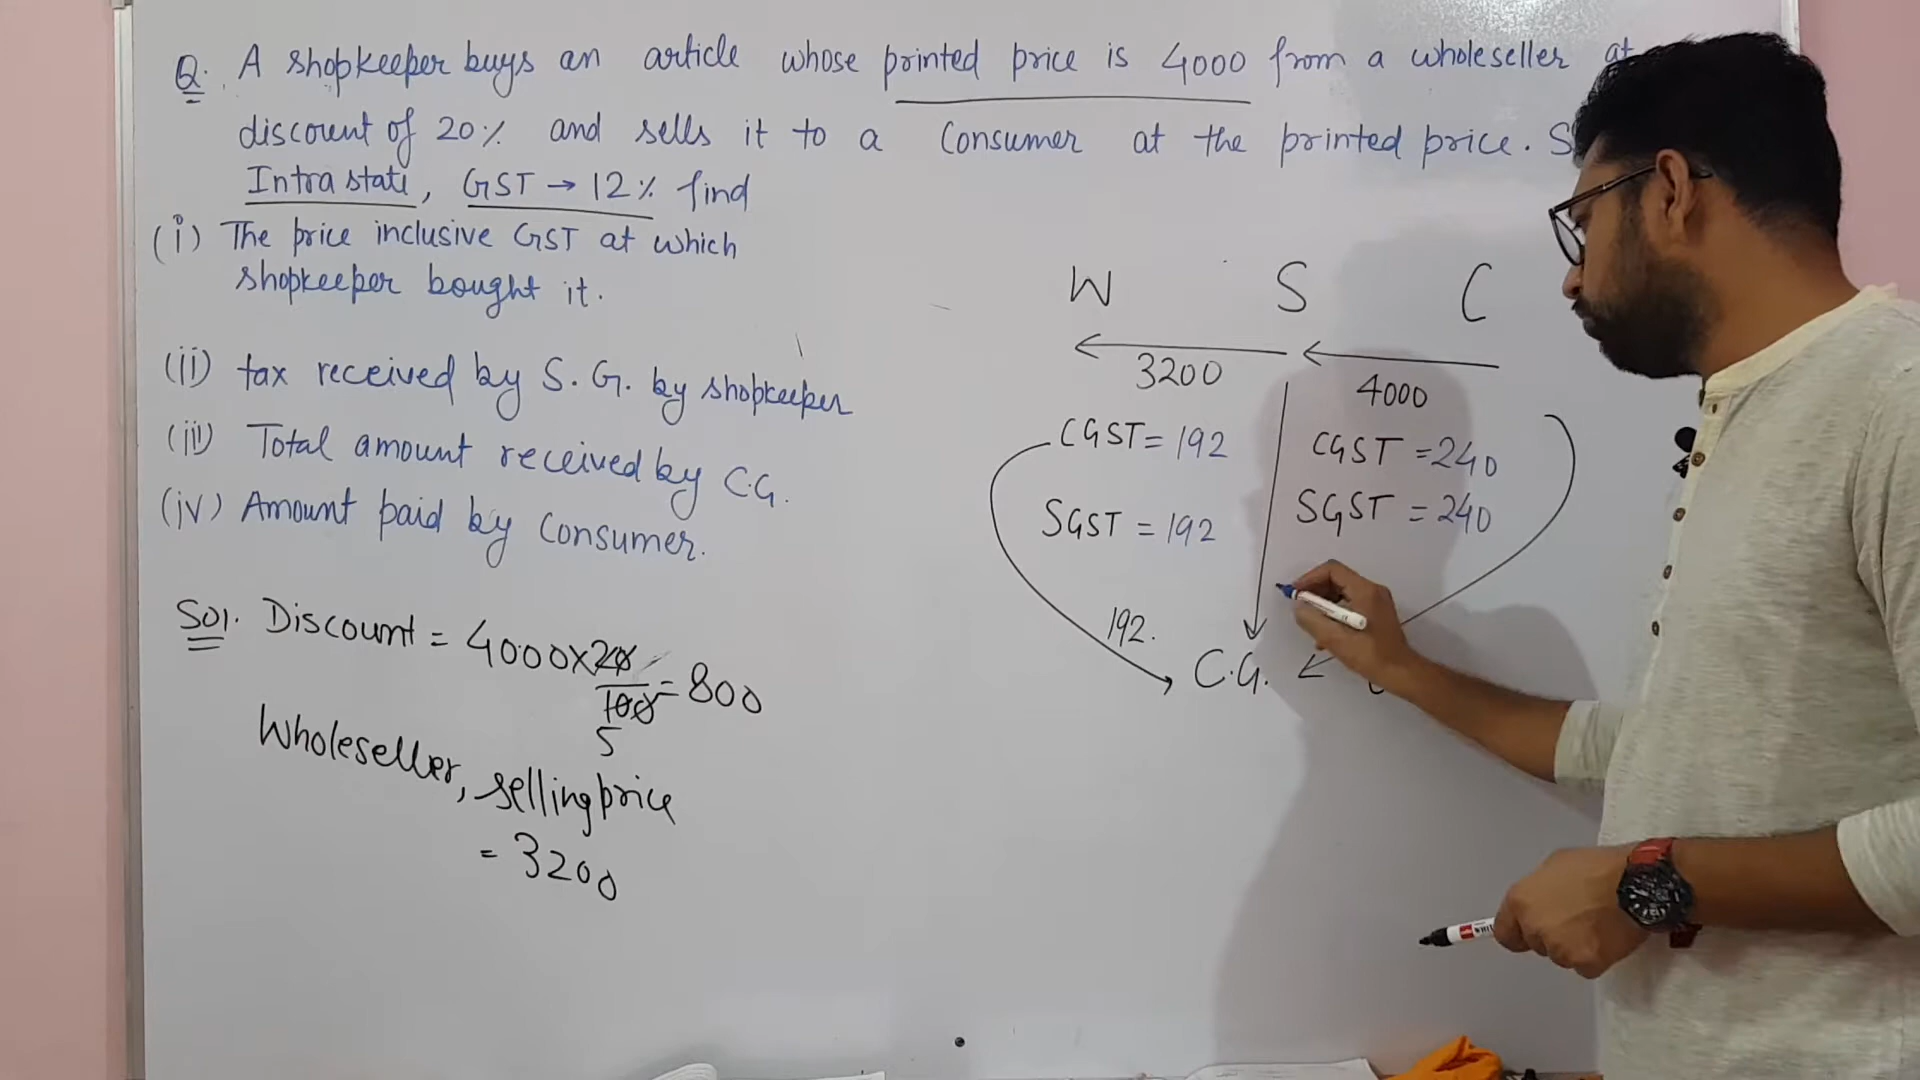 Q. A shopkeeper buys an article whose printed price is 4000 from a wholeseller at
discount of 20% and sells it to a Consumer at the printed price.
Intra state, GST → 12% find
(i) The price inclusive GST at which
shopkeeper bought it.
(ii) tax received by S. G. by shopkeeper
(iii) Total amount received by C.G.
(iv) Amount paid by Consumer.
Sol. Discount = 4000×20/100 = 800
5
Wholeseller, selling price
= 3200
W S C
3200 4000
CGST = 192 CGST = 240
SGST = 192 SGST = 240
192.
C.G.